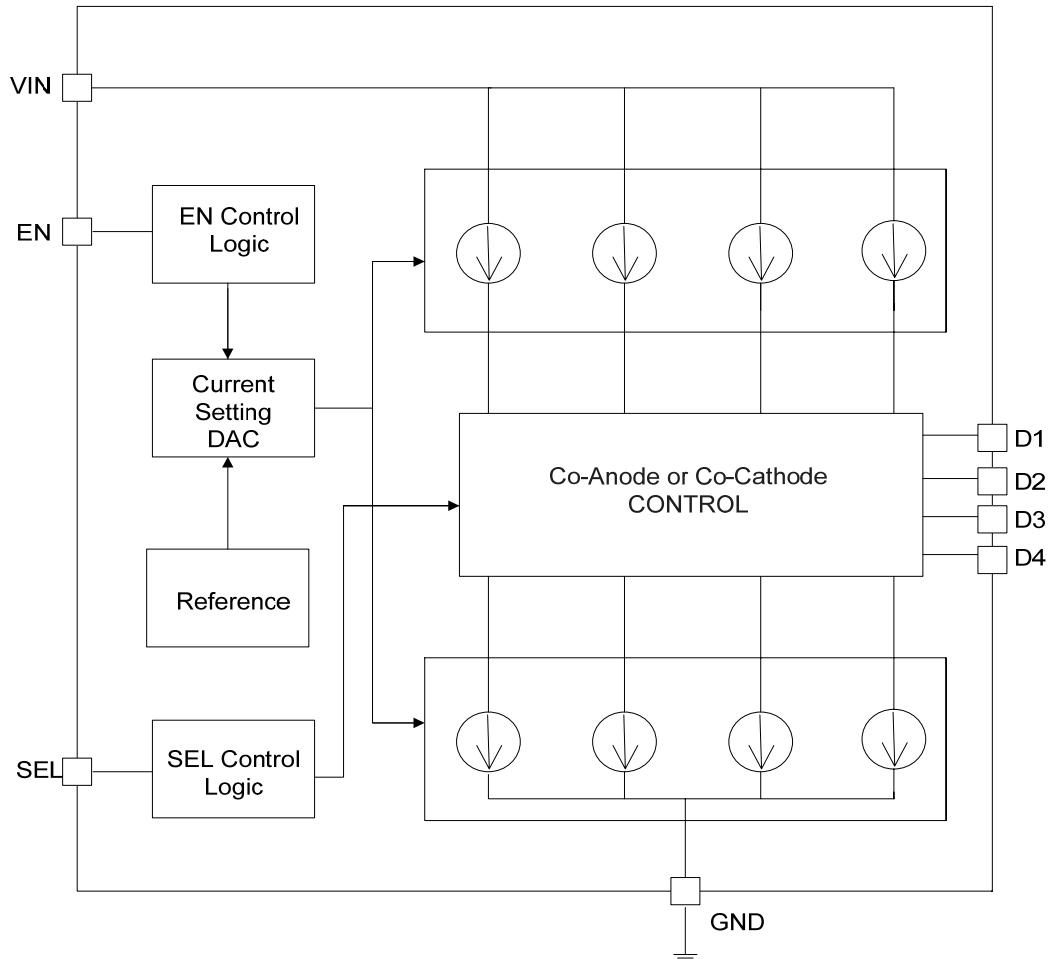 VIN
EN
EN Control
Logic
Current
Setting
DAC
Co-Anode or Co-Cathode
CONTROL
D1
D2
D3
D4
Reference
SEL
SEL Control
Logic
GND